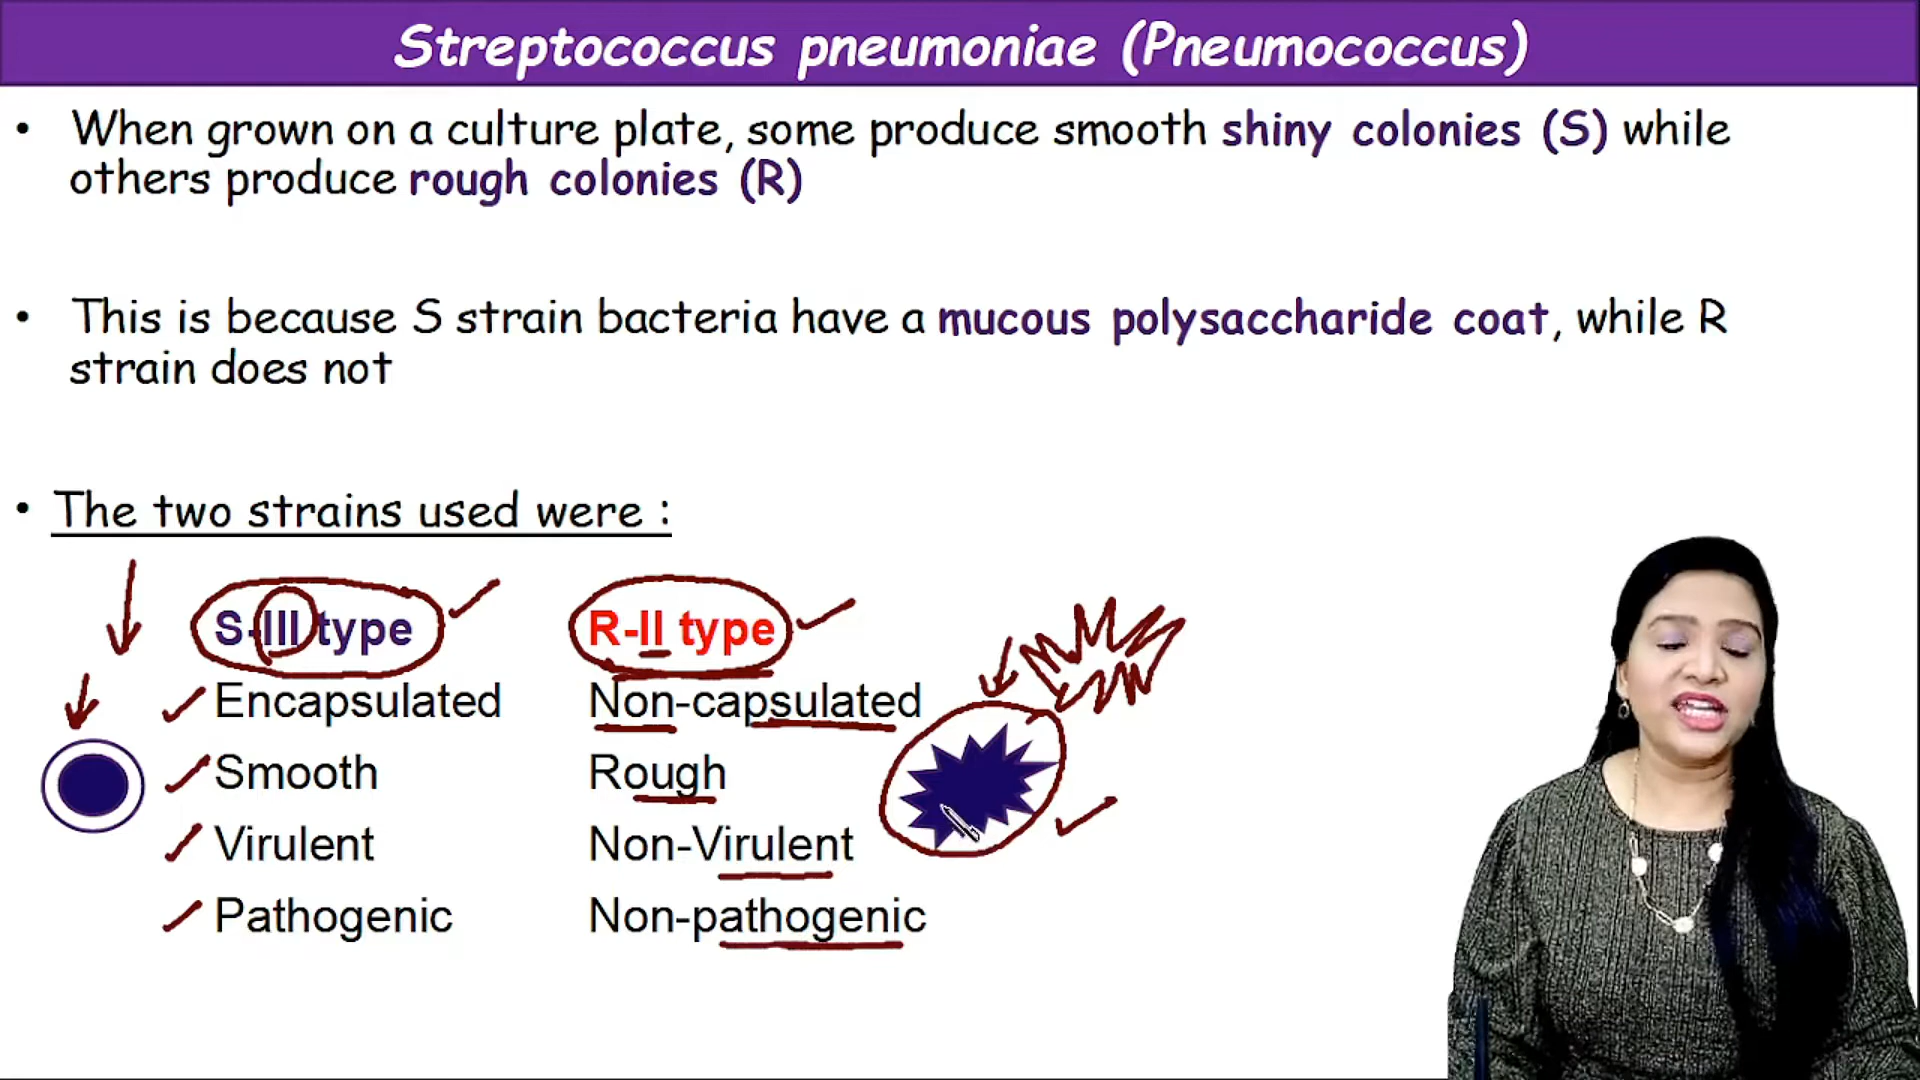 Streptococcus pneumoniae (Pneumococcus)
• When grown on a culture plate, some produce smooth shiny colonies (S) while
others produce rough colonies (R)
• This is because S strain bacteria have a mucous polysaccharide coat, while R
strain does not
• The two strains used were :
S-III type R-II type
Encapsulated Non-capsulated
Smooth Rough
Virulent Non-Virulent
Pathogenic Non-pathogenic